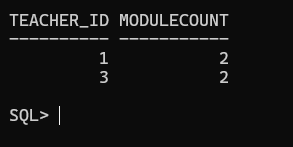 TEACHER_ID MODULECOUNT
---------- -----------
         1           2
         3           2
SQL>